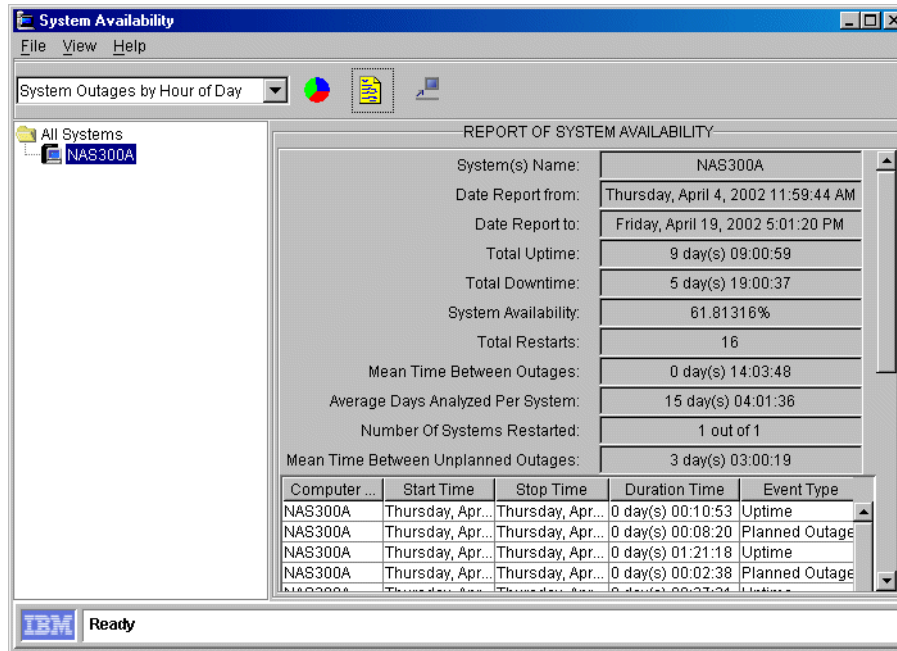 System Availability
File View Help
System Outages by Hour of Day
All Systems
NAS300A
REPORT OF SYSTEM AVAILABILITY
System(s) Name: NAS300A
Date Report from: Thursday, April 4, 2002 11:59:44 AM
Date Report to: Friday, April 19, 2002 5:01:20 PM
Total Uptime: 9 day(s) 09:00:59
Total Downtime: 5 day(s) 19:00:37
System Availability: 61.81316%
Total Restarts: 16
Mean Time Between Outages: 0 day(s) 14:03:48
Average Days Analyzed Per System: 15 day(s) 04:01:36
Number Of Systems Restarted: 1 out of 1
Mean Time Between Unplanned Outages: 3 day(s) 03:00:19
Computer ... Start Time Stop Time Duration Time Event Type
NAS300A Thursday, Apr... Thursday, Apr... 0 day(s) 00:10:53 Uptime
NAS300A Thursday, Apr... Thursday, Apr... 0 day(s) 00:08:20 Planned Outage
NAS300A Thursday, Apr... Thursday, Apr... 0 day(s) 01:21:18 Uptime
NAS300A Thursday, Apr... Thursday, Apr... 0 day(s) 00:02:38 Planned Outage
IBM Ready